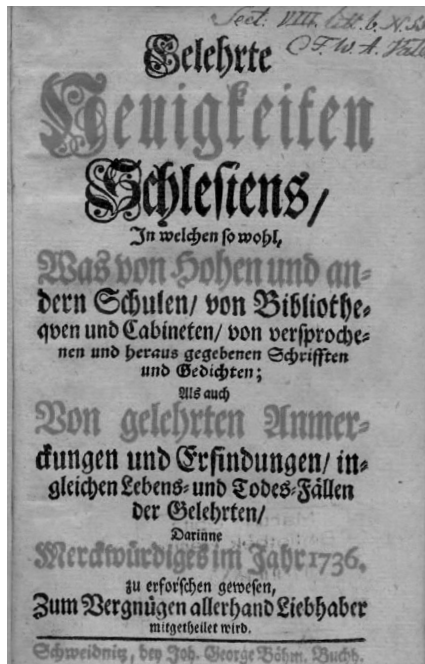 Sect. VIII. litt. b. N.
C. F. W. A.
Gelehrte
Neuigkeiten
Schlesiens/
In welchen so wohl,
Was von Hohen und an-
dern Schulen/ von Bibliothe-
qven und Cabineten/ von versproche-
nen und heraus gegebenen Schrifften
und Gedichten;
Als auch
Von gelehrten Anmer-
ckungen und Erfindungen/ in-
gleichen Lebens- und Todes-Fällen
der Gelehrten/
Darinne
Merckwürdiges im Jahr 1736.
zu erforschen gewesen,
Zum Vergnügen allerhand Liebhaber
mitgetheilet wird.
Schweidnitz, bey Joh. George Böhm. Buchh.